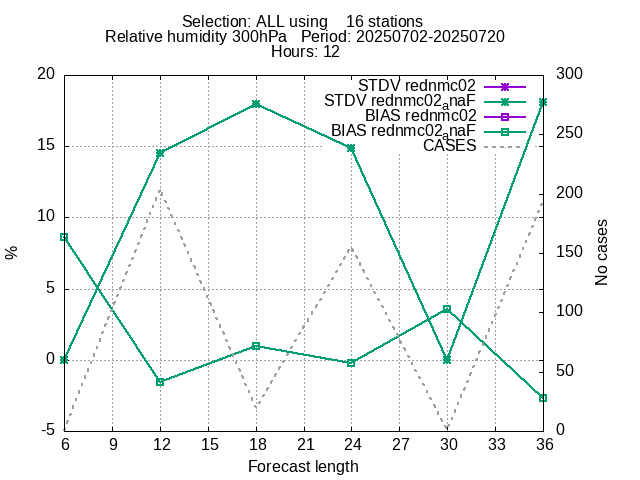 Selection: ALL using 16 stations
Relative humidity 300hPa Period: 20250702-20250720
Hours: 12
STDV rednmc02
STDV rednmc02anaF
BIAS rednmc02
BIAS rednmc02anaF
CASES
20
15
10
5
0
-5
%
300
250
200
150
100
50
0
No cases
6 9 12 15 18 21 24 27 30 33 36
Forecast length